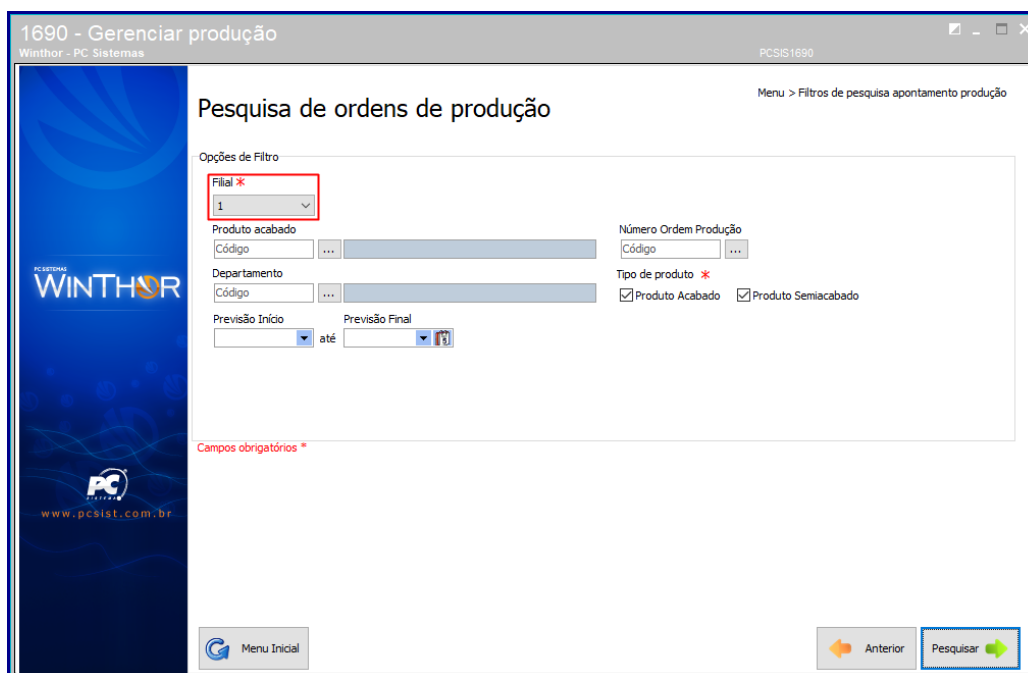 1690 - Gerenciar produção
Winthor - PC Sistemas
PCSIS1690
Menu > Filtros de pesquisa apontamento produção
Pesquisa de ordens de produção
Opções de Filtro
Filial *
1
Produto acabado
Número Ordem Produção
Código
...
Código
...
Departamento
Tipo de produto *
Código
...
Produto Acabado
Produto Semiacabado
Previsão Início
Previsão Final
até
Campos obrigatórios *
PC SISTEMAS
WINTHOR
PC
SISTEMAS
www.pcsist.com.br
Menu Inicial
Anterior
Pesquisar